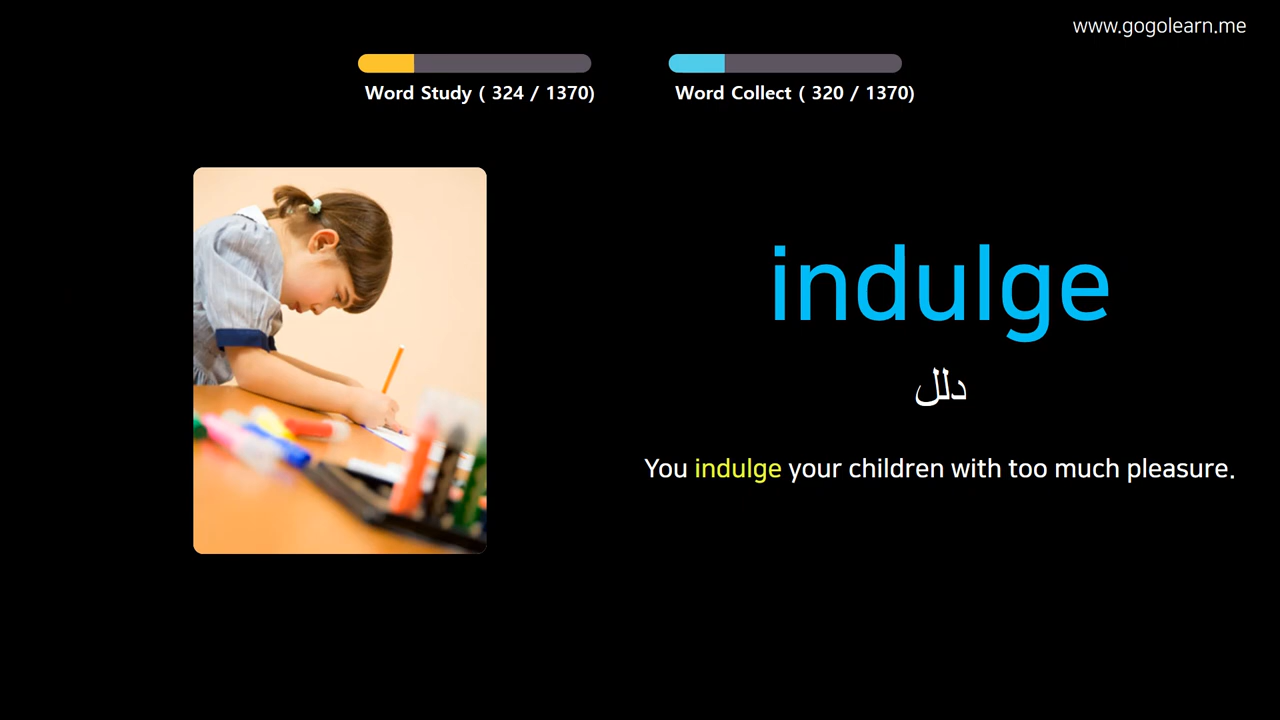 www.gogolearn.me
Word Study ( 324 / 1370)
Word Collect ( 320 / 1370)
indulge
دلل
You indulge your children with too much pleasure.